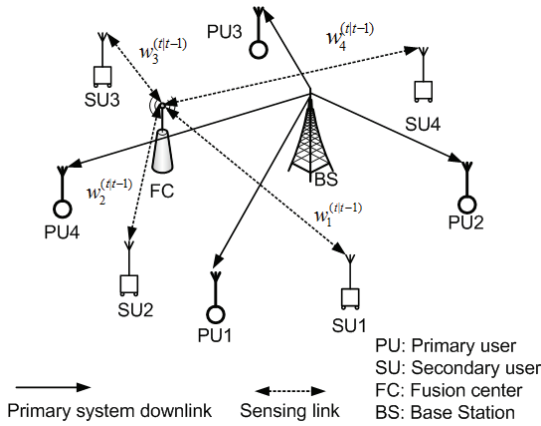 PU3
w_3^{(t|t-1)}
w_4^{(t|t-1)}
SU3
SU4
FC
BS
w_2^{(t|t-1)}
PU4
w_1^{(t|t-1)}
PU2
SU2
PU1
SU1
PU: Primary user
SU: Secondary user
FC: Fusion center
BS: Base Station
Primary system downlink
Sensing link